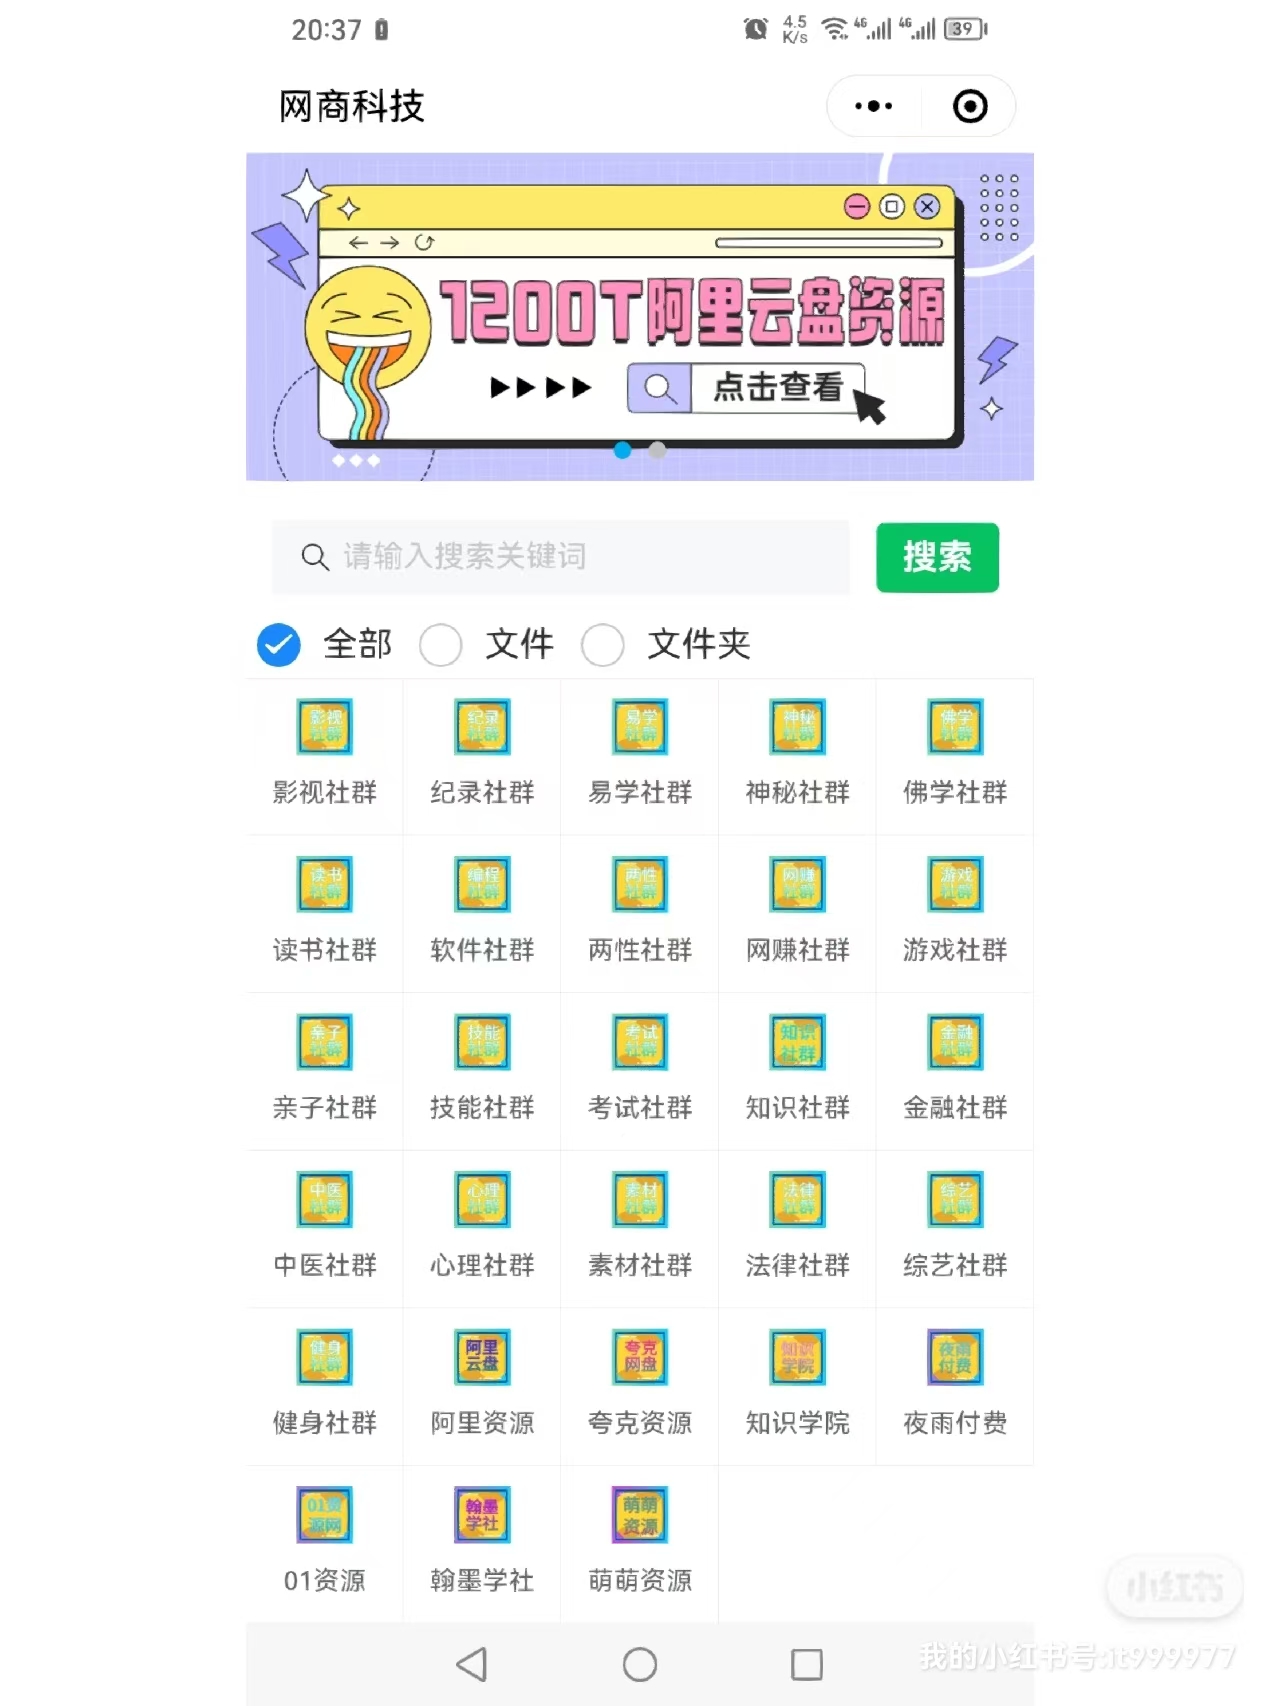 20:37
4.5 K/s
4G
4G
39
网商科技
1200T阿里云盘资源
点击查看
请输入搜索关键词
搜索
全部 文件 文件夹
影视社群 纪录社群 易学社群 神秘社群 佛学社群
影视社群 纪录社群 易学社群 神秘社群 佛学社群
读书社群 编程社群 两性社群 网赚社群 游戏社群
读书社群 软件社群 两性社群 网赚社群 游戏社群
亲子社群 技能社群 考试社群 知识社群 金融社群
亲子社群 技能社群 考试社群 知识社群 金融社群
中医社群 心理社群 素材社群 法律社群 综艺社群
中医社群 心理社群 素材社群 法律社群 综艺社群
健身社群 阿里云盘 夸克网盘 知识学院 夜雨付费
健身社群 阿里资源 夸克资源 知识学院 夜雨付费
01资源网 翰墨学社 萌萌资源
01资源 翰墨学社 萌萌资源
小红书
我的小红书号:it999977